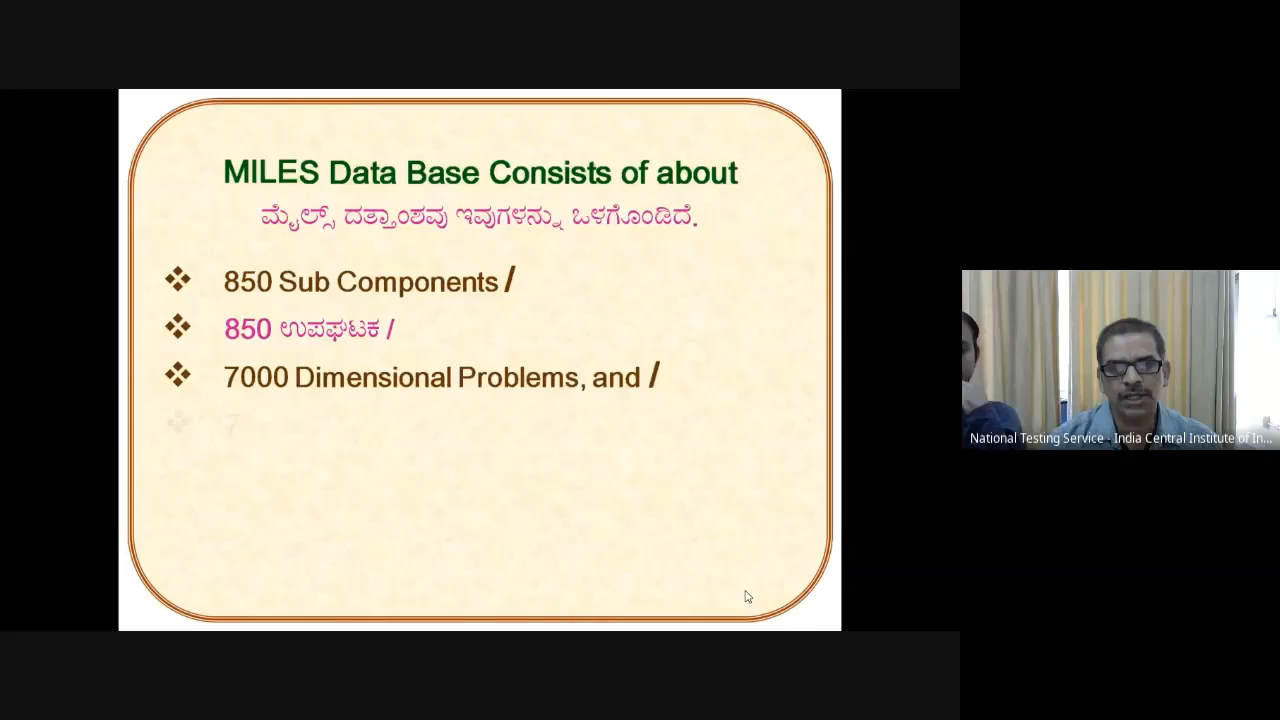 MILES Data Base Consists of about
ಮೈಲ್ಸ್ ದತ್ತಾಂಶವು ಇವುಗಳನ್ನು ಒಳಗೊಂಡಿದೆ.
850 Sub Components /
850 ಉಪಘಟಕ /
7000 Dimensional Problems, and /
7
National Testing Service - India Central Institute of In...